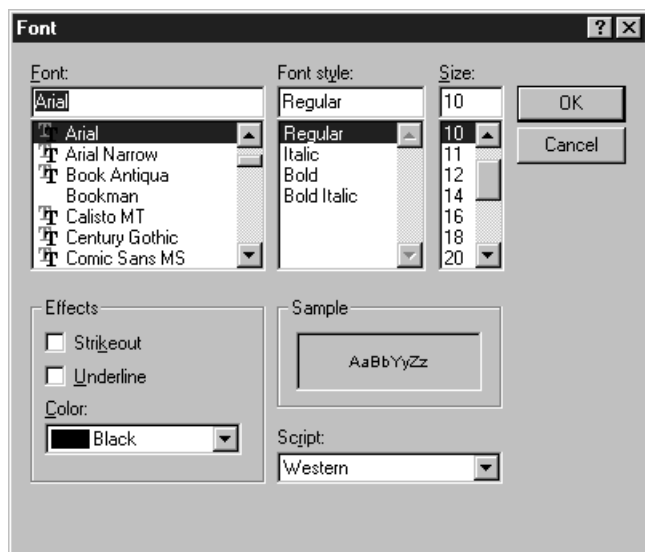 Font
Font:
Arial
Arial
Arial Narrow
Book Antiqua
Bookman
Calisto MT
Century Gothic
Comic Sans MS
Font style:
Regular
Regular
Italic
Bold
Bold Italic
Size:
10
10
11
12
14
16
18
20
OK
Cancel
Effects
Strikeout
Underline
Color:
Black
Sample
AaBbYyZz
Script:
Western